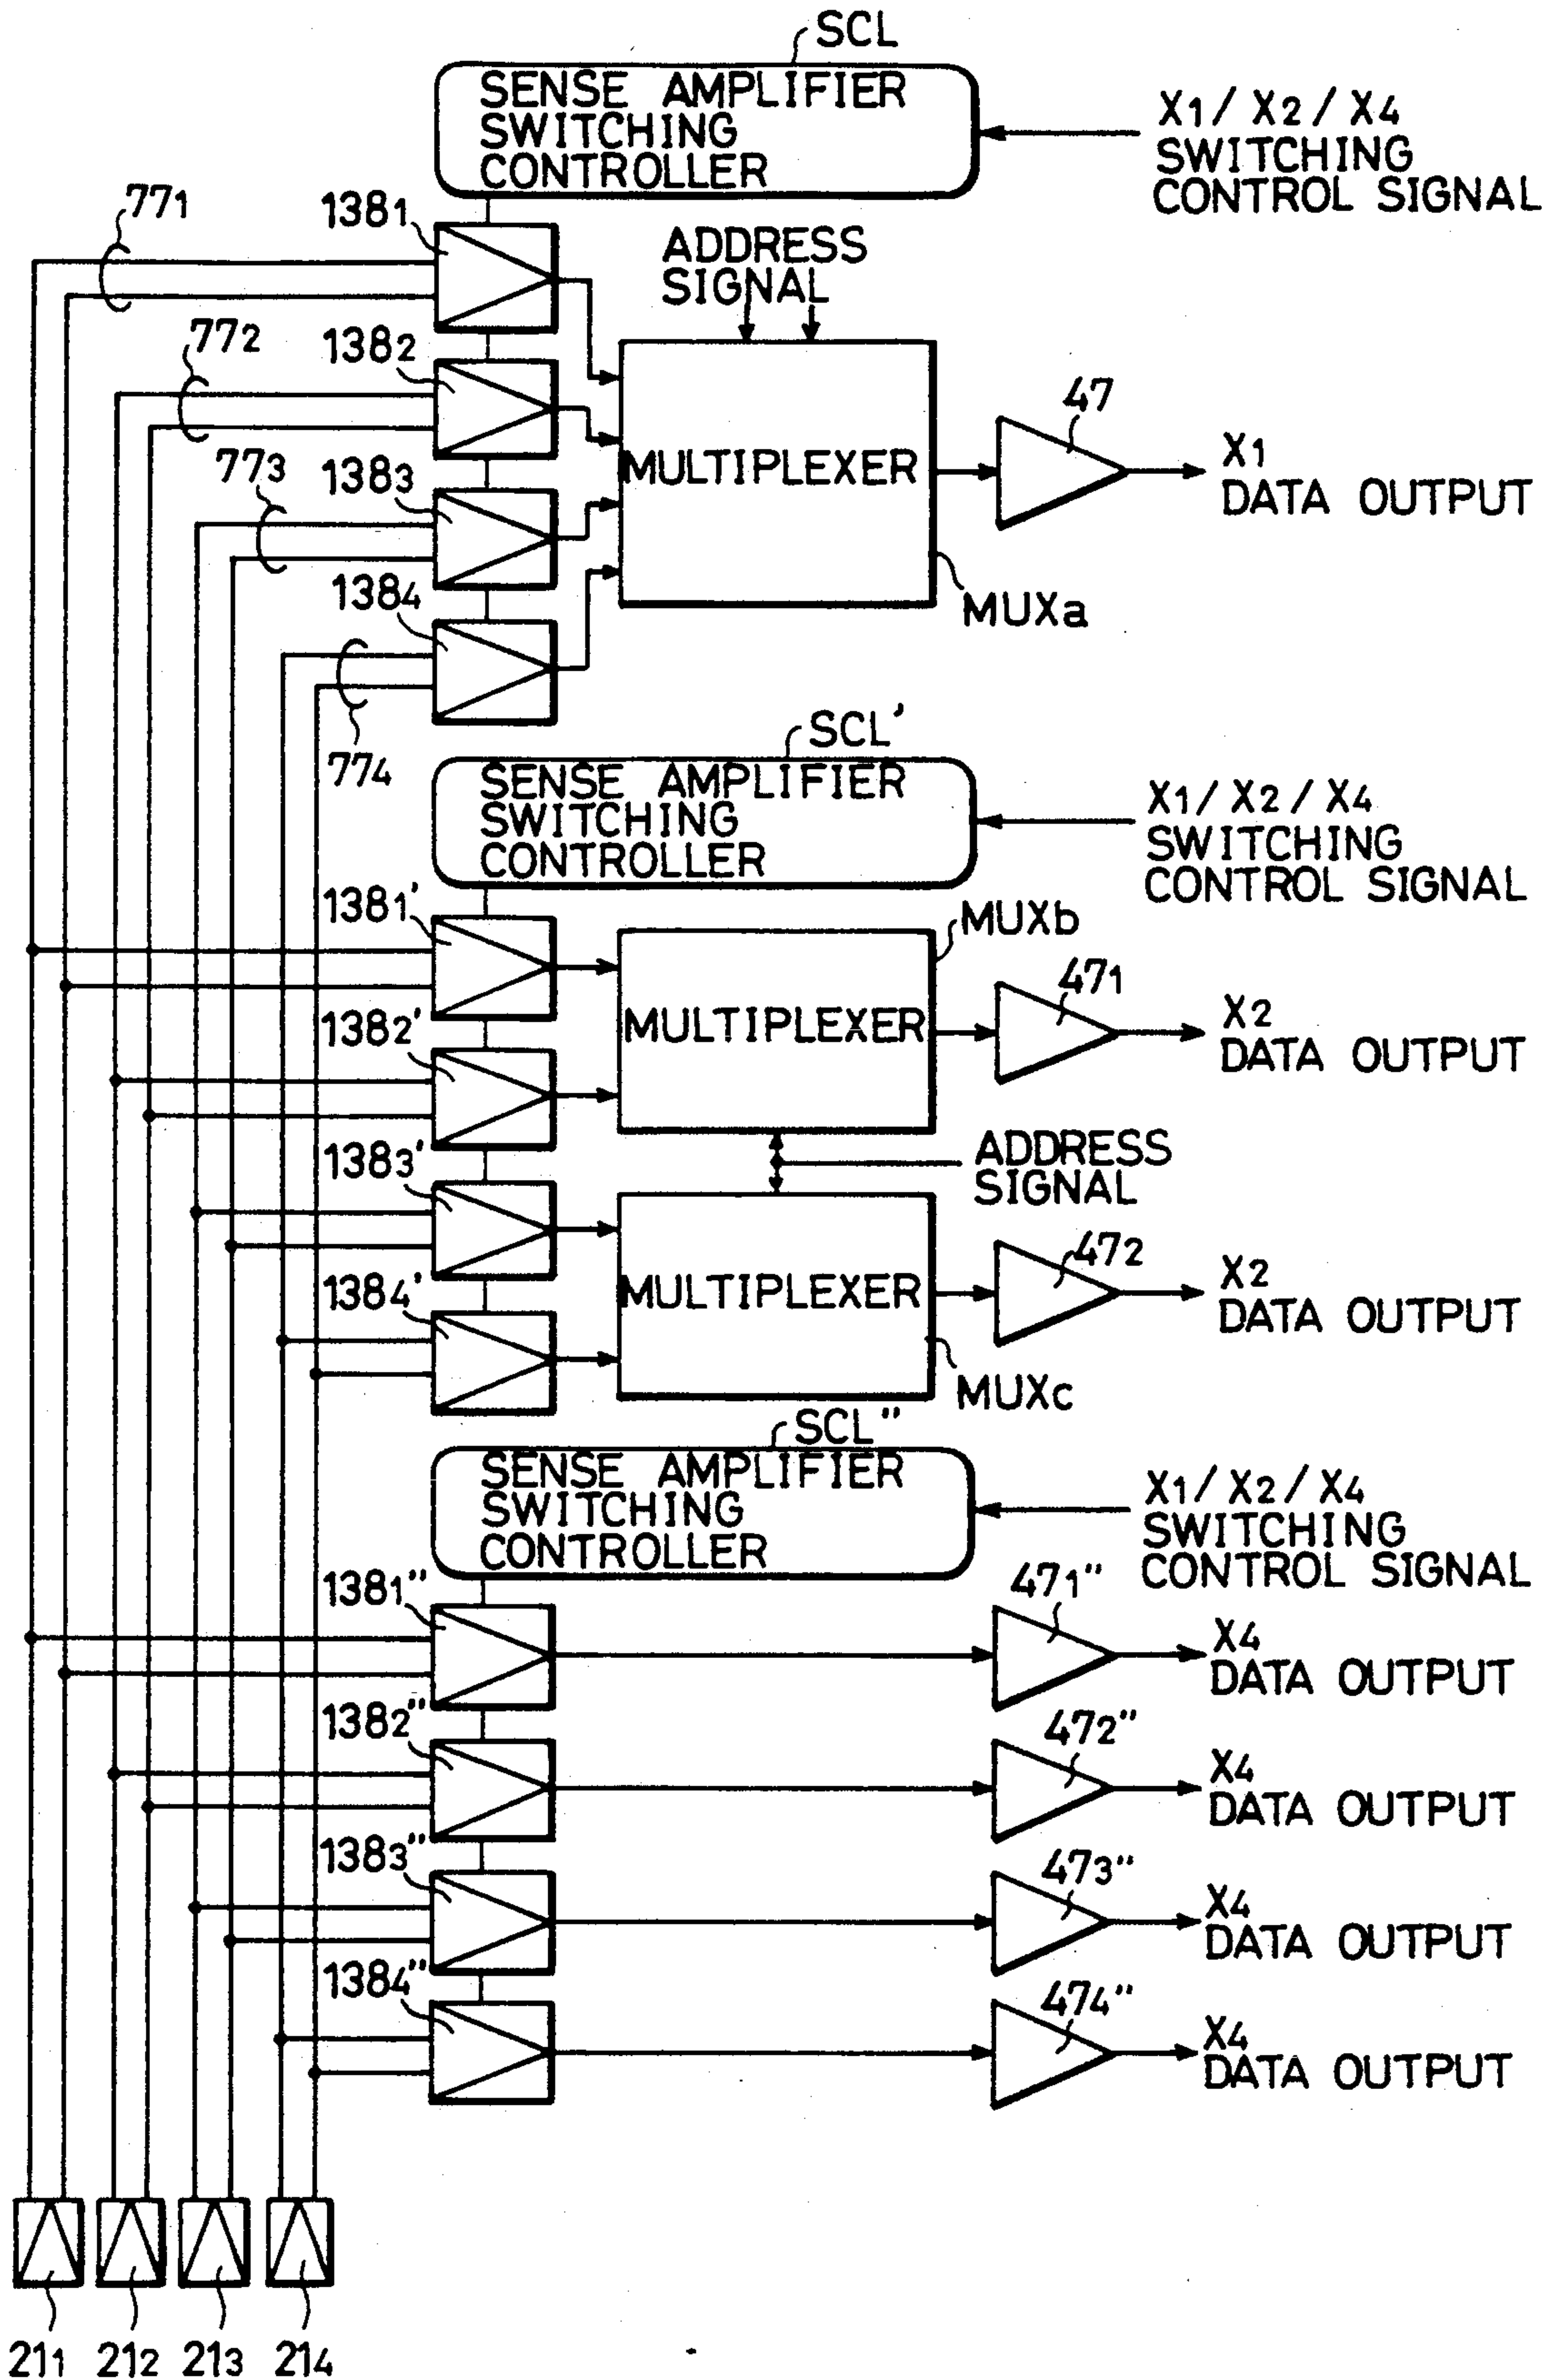 SCL
SENSE AMPLIFIER
SWITCHING
CONTROLLER
X1/X2/X4
SWITCHING
CONTROL SIGNAL
771
1381
ADDRESS
SIGNAL
772
1382
47
773
1383
MULTIPLEXER
X1
DATA OUTPUT
1384
MUXa
774
SCL'
SENSE AMPLIFIER
SWITCHING
CONTROLLER
X1/X2/X4
SWITCHING
CONTROL SIGNAL
1381'
MUXb
471
1382'
MULTIPLEXER
X2
DATA OUTPUT
1383'
ADDRESS
SIGNAL
472
1384'
MULTIPLEXER
X2
DATA OUTPUT
MUXc
SCL"
SENSE AMPLIFIER
SWITCHING
CONTROLLER
X1/X2/X4
SWITCHING
CONTROL SIGNAL
1381"
471"
X4
DATA OUTPUT
1382"
472"
X4
DATA OUTPUT
1383"
473"
X4
DATA OUTPUT
1384"
474"
X4
DATA OUTPUT
211 212 213 214